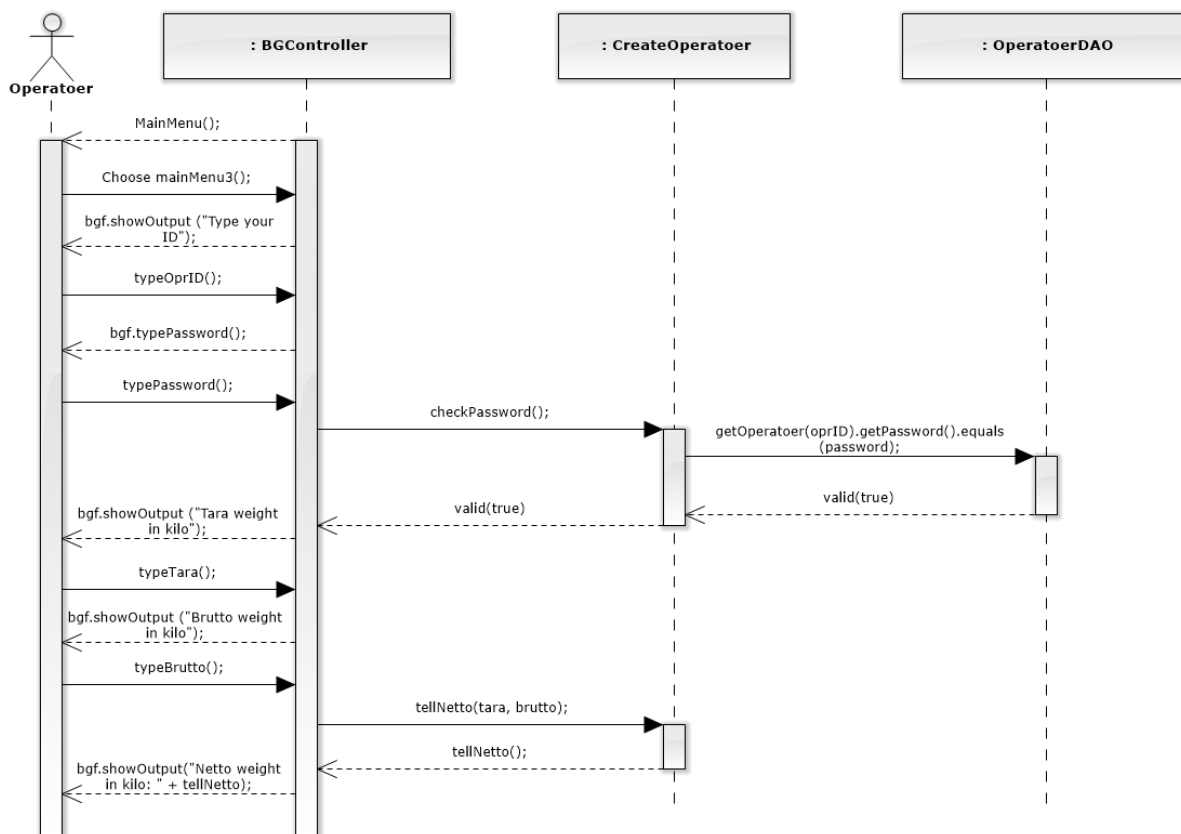 : BGController
: CreateOperatoer
: OperatoerDAO
Operatoer
MainMenu();
Choose mainMenu3();
bgf.showOutput ("Type your
ID");
typeOprID();
bgf.typePassword();
typePassword();
checkPassword();
getOperatoer(oprID).getPassword().equals
(password);
valid(true)
valid(true)
bgf.showOutput ("Tara weight
in kilo");
typeTara();
bgf.showOutput ("Brutto weight
in kilo");
typeBrutto();
tellNetto(tara, brutto);
tellNetto();
bgf.showOutput("Netto weight
in kilo: " + tellNetto);